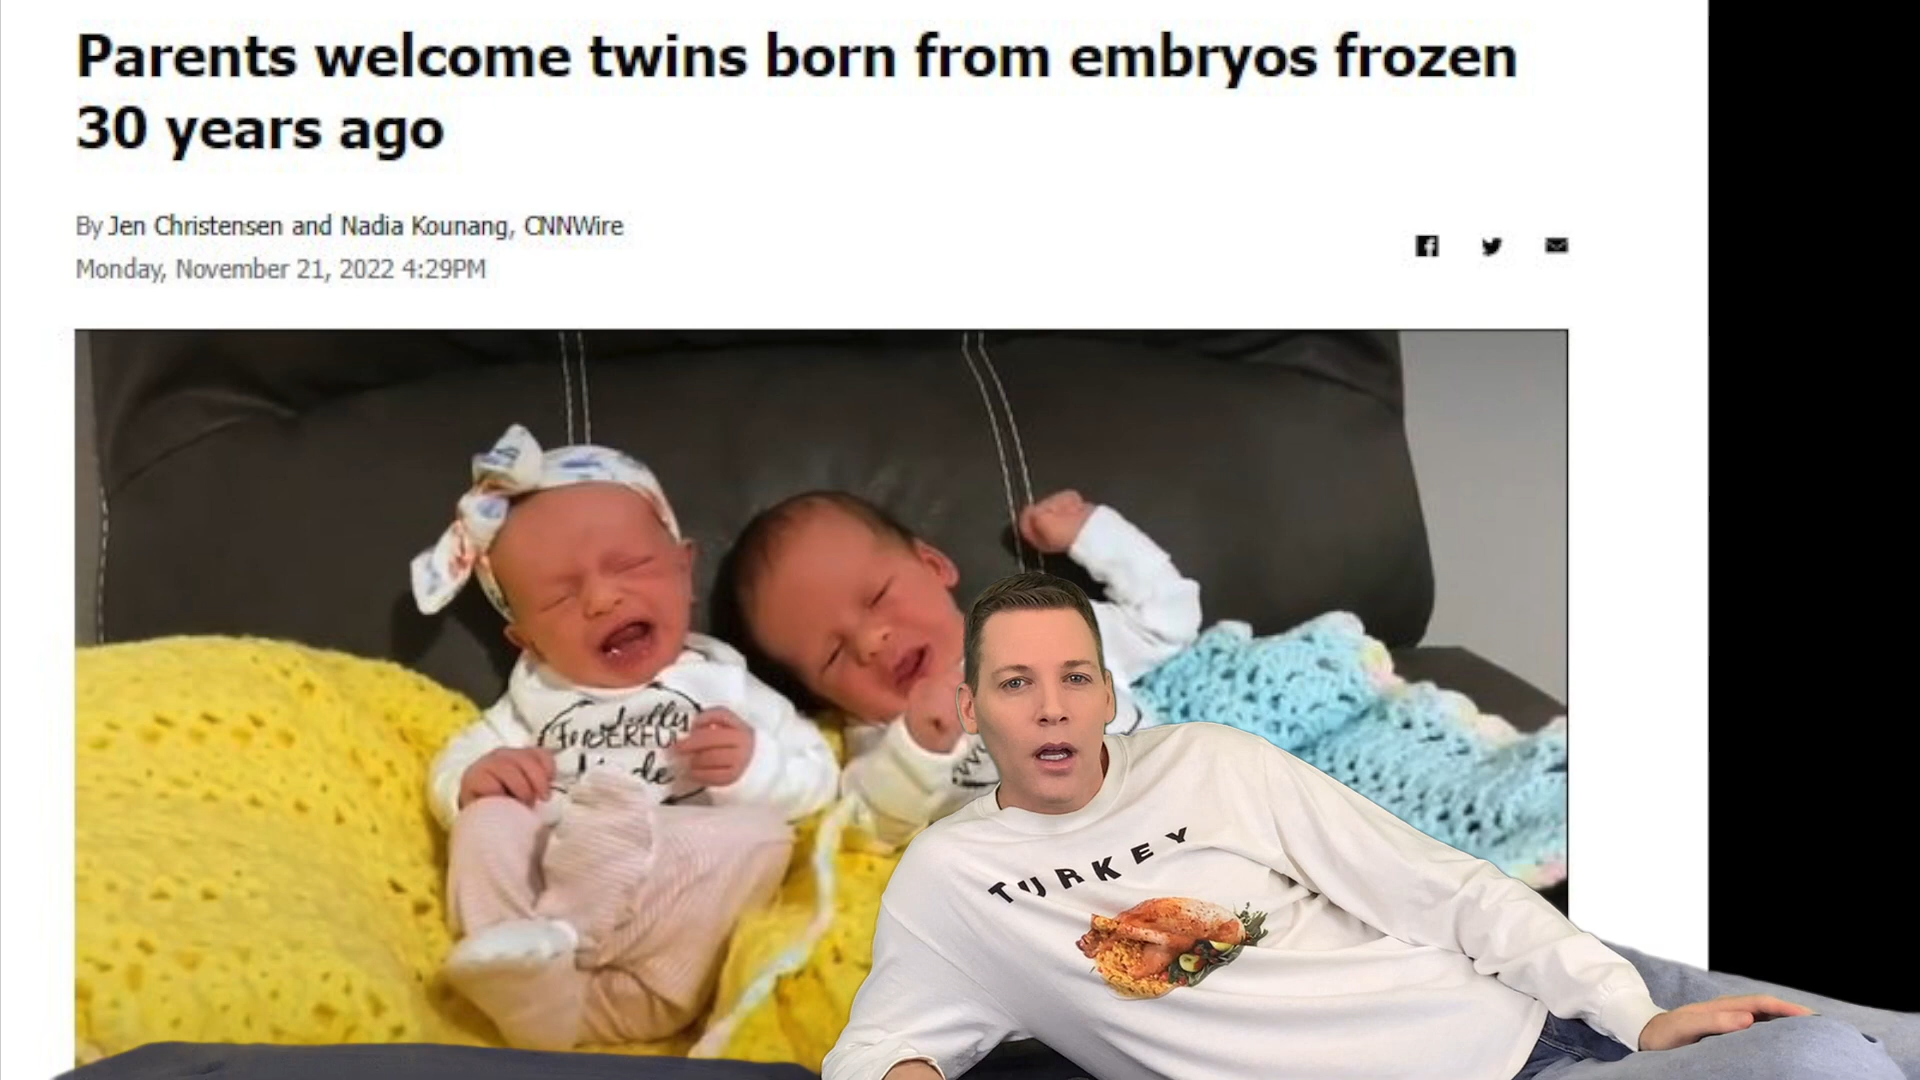 Parents welcome twins born from embryos frozen
30 years ago
By Jen Christensen and Nadia Kounang, CNNWire
Monday, November 21, 2022 4:29PM
TURKEY